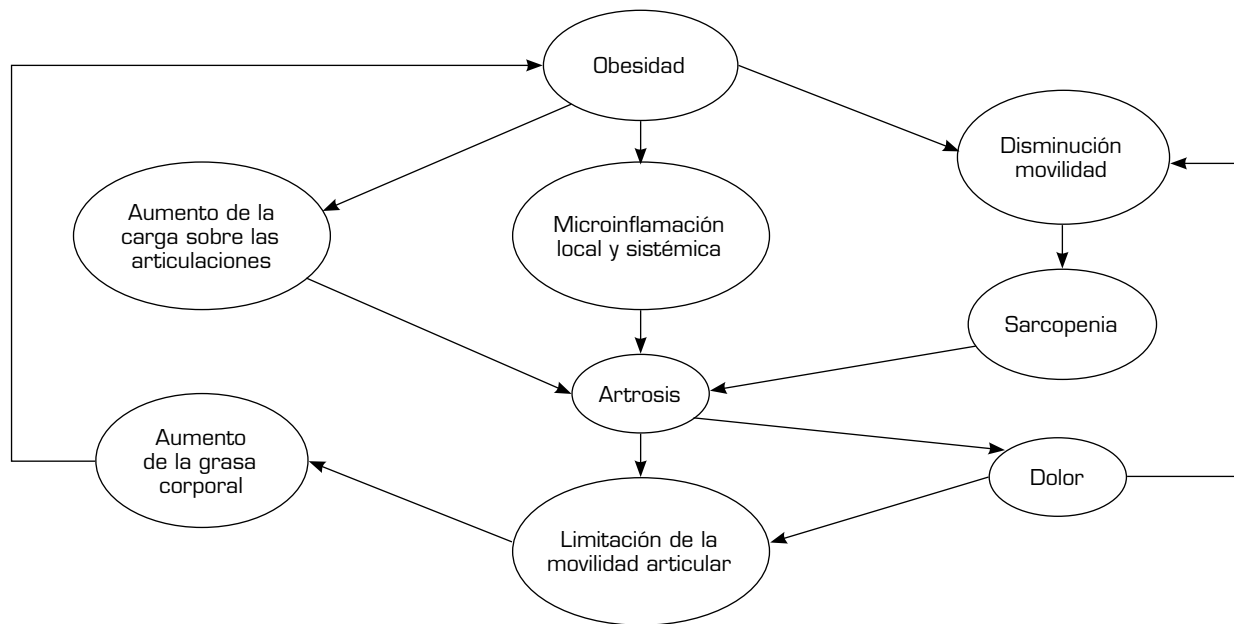 Obesidad
Disminución
movilidad
Aumento de la
carga sobre las
articulaciones
Microinflamación
local y sistémica
Sarcopenia
Artrosis
Aumento
de la grasa
corporal
Dolor
Limitación de la
movilidad articular